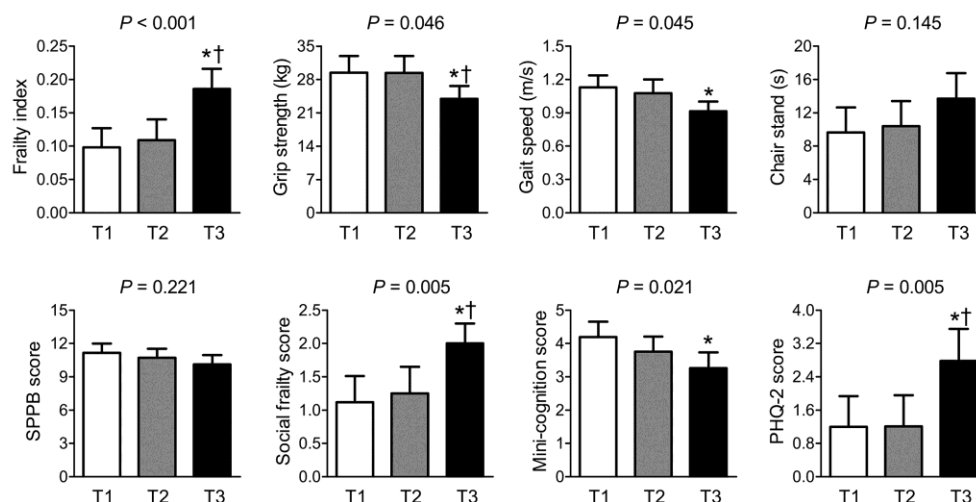 P < 0.001
Frailty index
0.25
0.20
0.15
0.10
0.05
0.00
*†
T1 T2 T3
P = 0.046
Grip strength (kg)
35
28
21
14
7
0
*†
T1 T2 T3
P = 0.045
Gait speed (m/s)
1.5
1.2
0.9
0.6
0.3
0.0
*
T1 T2 T3
P = 0.145
Chair stand (s)
20
16
12
8
4
0
T1 T2 T3
P = 0.221
SPPB score
15
12
9
6
3
0
T1 T2 T3
P = 0.005
Social frailty score
2.5
2.0
1.5
1.0
0.5
0.0
*†
T1 T2 T3
P = 0.021
Mini-cognition score
5
4
3
2
1
0
*
T1 T2 T3
P = 0.005
PHQ-2 score
4.0
3.2
2.4
1.6
0.8
0.0
*†
T1 T2 T3